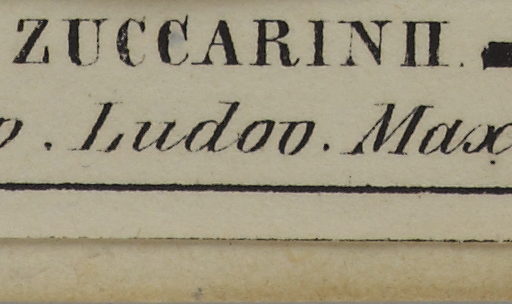 ZUCCARINII.
. Ludov. Max